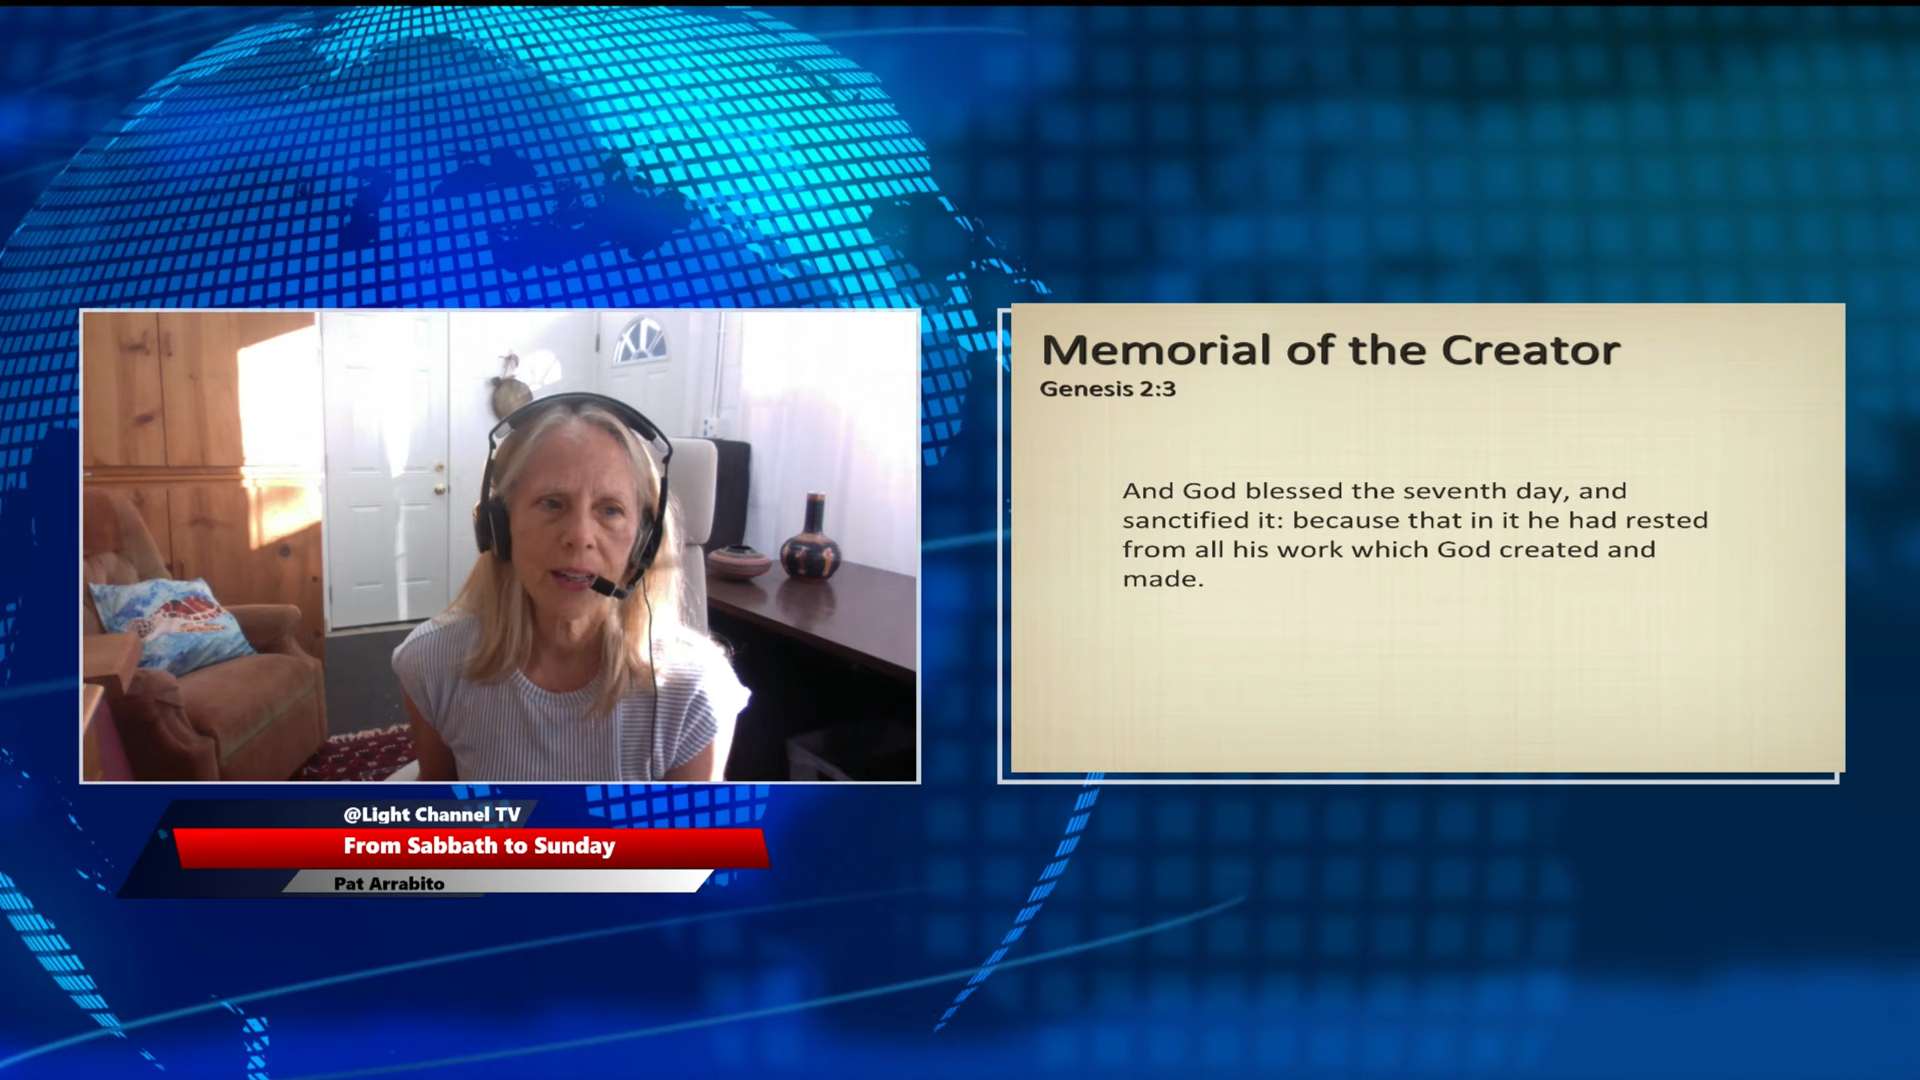 Memorial of the Creator
Genesis 2:3
And God blessed the seventh day, and
sanctified it: because that in it he had rested
from all his work which God created and
made.
@Light Channel TV
From Sabbath to Sunday
Pat Arrabito